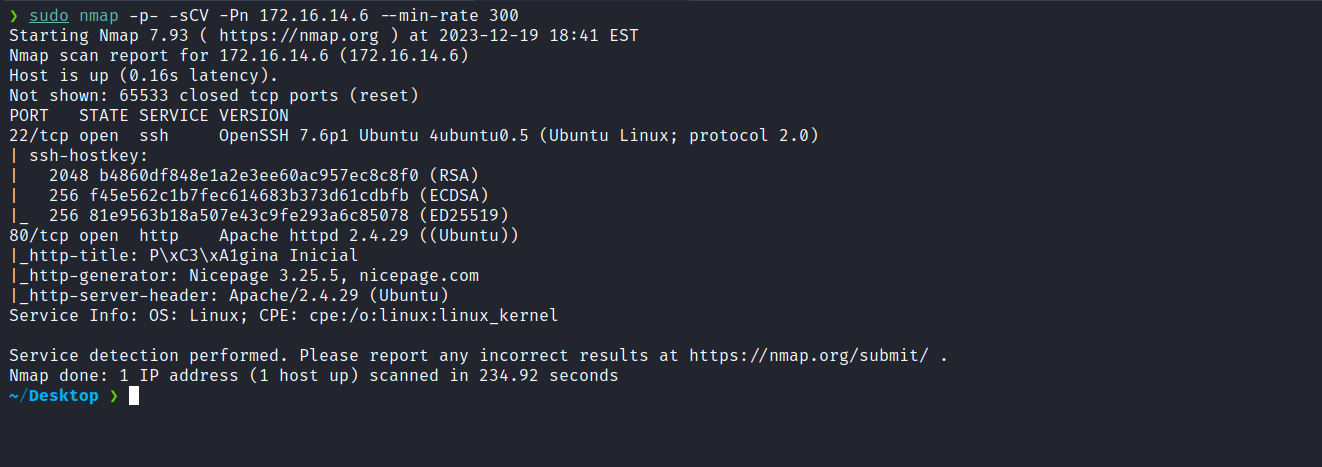 ❯ sudo nmap -p- -sCV -Pn 172.16.14.6 --min-rate 300
Starting Nmap 7.93 ( https://nmap.org ) at 2023-12-19 18:41 EST
Nmap scan report for 172.16.14.6 (172.16.14.6)
Host is up (0.16s latency).
Not shown: 65533 closed tcp ports (reset)
PORT   STATE SERVICE VERSION
22/tcp open  ssh     OpenSSH 7.6p1 Ubuntu 4ubuntu0.5 (Ubuntu Linux; protocol 2.0)
| ssh-hostkey:
|   2048 b4860df848e1a2e3ee60ac957ec8c8f0 (RSA)
|   256 f45e562c1b7fec614683b373d61cdbfb (ECDSA)
|_  256 81e9563b18a507e43c9fe293a6c85078 (ED25519)
80/tcp open  http    Apache httpd 2.4.29 ((Ubuntu))
|_http-title: P\xC3\xA1gina Inicial
|_http-generator: Nicepage 3.25.5, nicepage.com
|_http-server-header: Apache/2.4.29 (Ubuntu)
Service Info: OS: Linux; CPE: cpe:/o:linux:linux_kernel

Service detection performed. Please report any incorrect results at https://nmap.org/submit/ .
Nmap done: 1 IP address (1 host up) scanned in 234.92 seconds
~/Desktop ❯